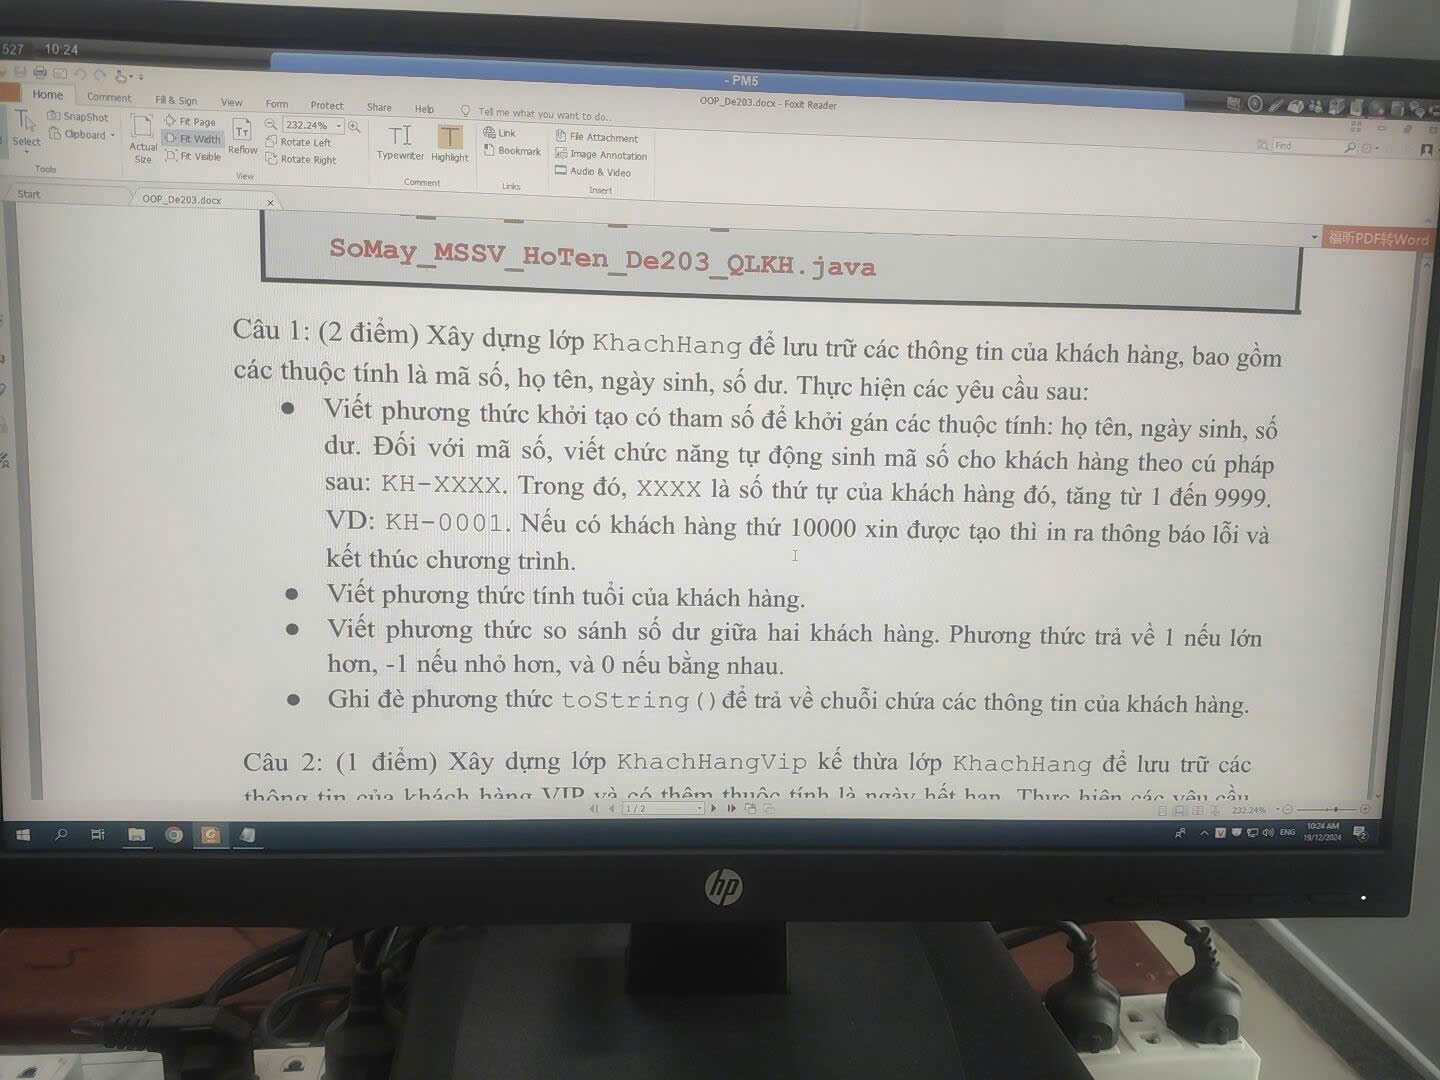 527 10:24
- PM5
OOP_De203.docx - Foxit Reader
Home Comment Fill & Sign View Form Protect Share Help Tell me what you want to do..
Select
SnapShot
Clipboard
Tools
Actual Size
Fit Page
Fit Width
Fit Visible
Reflow
232.24%
Rotate Left
Rotate Right
View
Typewriter Highlight
Comment
Link
Bookmark
Links
File Attachment
Image Annotation
Audio & Video
Insert
Find
Start OOP_De203.docx x
福昕PDF转Word
SoMay_MSSV_HoTen_De203_QLKH.java
Câu 1: (2 điểm) Xây dựng lớp KhachHang để lưu trữ các thông tin của khách hàng, bao gồm
các thuộc tính là mã số, họ tên, ngày sinh, số dư. Thực hiện các yêu cầu sau:
● Viết phương thức khởi tạo có tham số để khởi gán các thuộc tính: họ tên, ngày sinh, số
dư. Đối với mã số, viết chức năng tự động sinh mã số cho khách hàng theo cú pháp
sau: KH-XXXX. Trong đó, XXXX là số thứ tự của khách hàng đó, tăng từ 1 đến 9999.
VD: KH-0001. Nếu có khách hàng thứ 10000 xin được tạo thì in ra thông báo lỗi và
kết thúc chương trình.
● Viết phương thức tính tuổi của khách hàng.
● Viết phương thức so sánh số dư giữa hai khách hàng. Phương thức trả về 1 nếu lớn
hơn, -1 nếu nhỏ hơn, và 0 nếu bằng nhau.
● Ghi đè phương thức toString() để trả về chuỗi chứa các thông tin của khách hàng.
Câu 2: (1 điểm) Xây dựng lớp KhachHangVip kế thừa lớp KhachHang để lưu trữ các
thông tin của khách hàng VIP và có thêm thuộc tính là ngày hết hạn. Thực hiện các yêu cầu
1 / 2
232.24%
ENG
10:24 AM
19/12/2024
hp